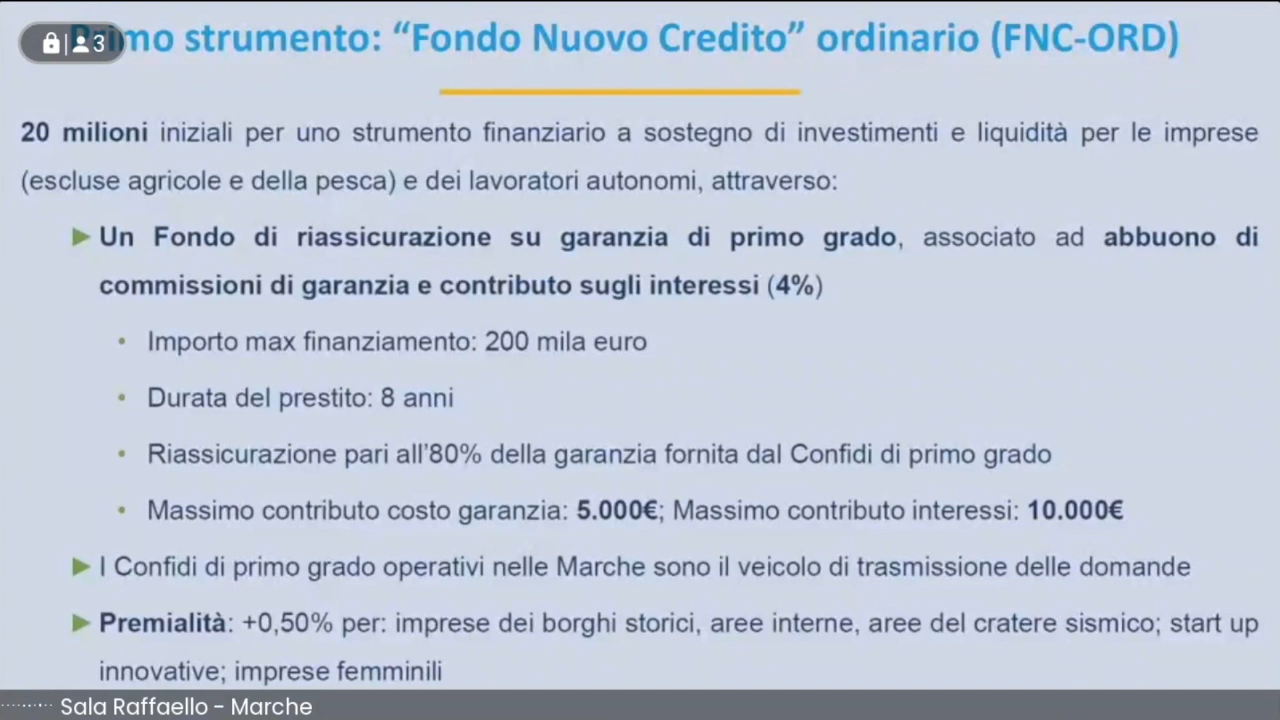 mo strumento: “Fondo Nuovo Credito” ordinario (FNC-ORD)
3
20 milioni iniziali per uno strumento finanziario a sostegno di investimenti e liquidità per le imprese
(escluse agricole e della pesca) e dei lavoratori autonomi, attraverso:
Un Fondo di riassicurazione su garanzia di primo grado, associato ad abbuono di
commissioni di garanzia e contributo sugli interessi (4%)
• Importo max finanziamento: 200 mila euro
• Durata del prestito: 8 anni
• Riassicurazione pari all’80% della garanzia fornita dal Confidi di primo grado
• Massimo contributo costo garanzia: 5.000€; Massimo contributo interessi: 10.000€
I Confidi di primo grado operativi nelle Marche sono il veicolo di trasmissione delle domande
Premialità: +0,50% per: imprese dei borghi storici, aree interne, aree del cratere sismico; start up
innovative; imprese femminili
Sala Raffaello - Marche